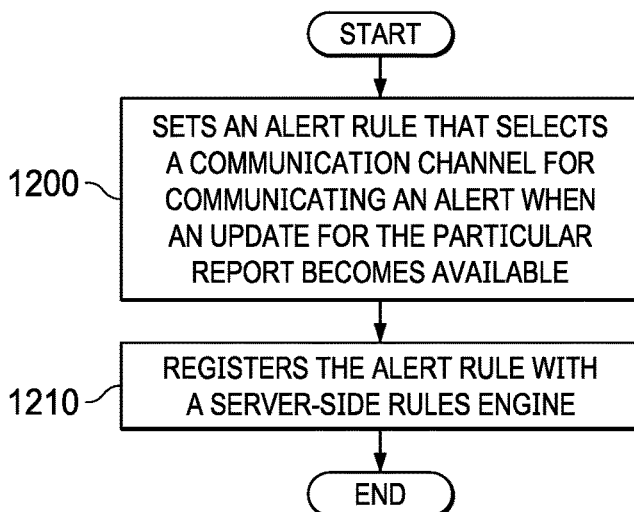 START
SETS AN ALERT RULE THAT SELECTS
A COMMUNICATION CHANNEL FOR
1200
COMMUNICATING AN ALERT WHEN
AN UPDATE FOR THE PARTICULAR
REPORT BECOMES AVAILABLE
REGISTERS THE ALERT RULE WITH
1210
A SERVER-SIDE RULES ENGINE
END